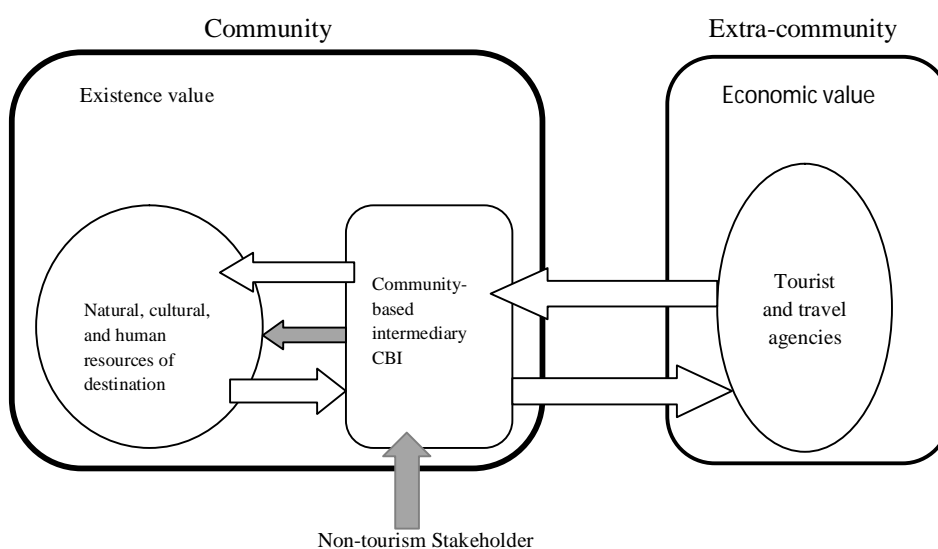 Community
Extra-community
Existence value
Economic value
Natural, cultural,
and human
resources of
destination
Community-
based
intermediary
CBI
Tourist
and travel
agencies
Non-tourism Stakeholder